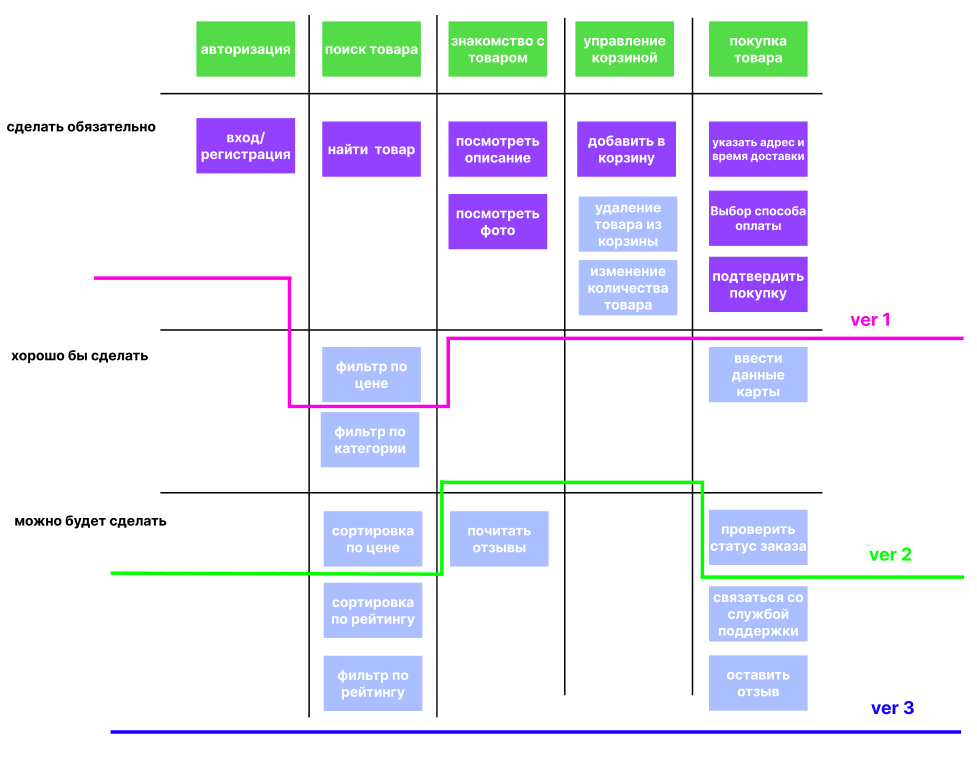 авторизация
поиск товара
знакомство с
товаром
управление
корзиной
покупка
товара
сделать обязательно
вход/
регистрация
найти товар
посмотреть
описание
добавить в
корзину
указать адрес и
время доставки
посмотреть
фото
удаление
товара из
корзины
Выбор способа
оплаты
изменение
количества
товара
подтвердить
покупку
ver 1
хорошо бы сделать
фильтр по
цене
ввести
данные
карты
фильтр по
категории
можно будет сделать
сортировка
по цене
почитать
отзывы
проверить
статус заказа
ver 2
сортировка
по рейтингу
связаться со
службой
поддержки
фильтр по
рейтингу
оставить
отзыв
ver 3